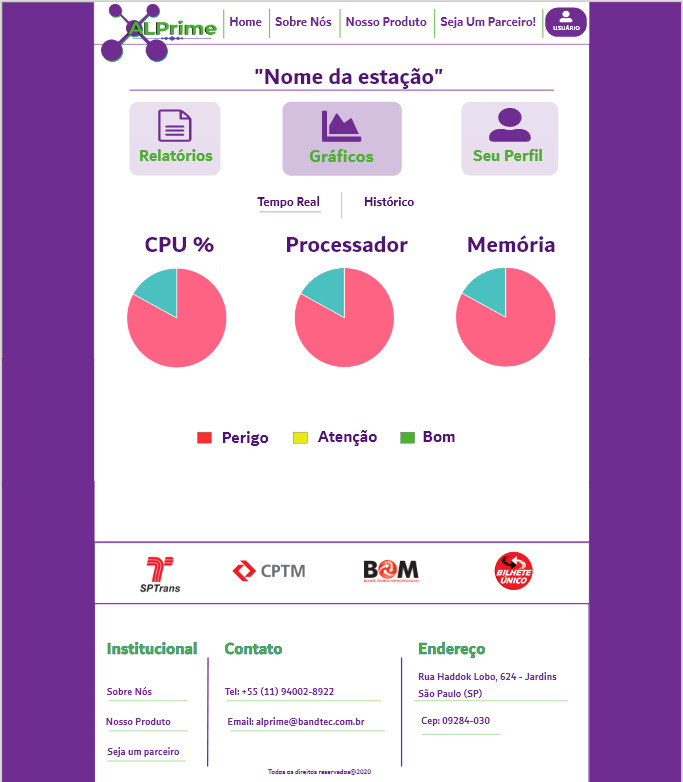 ALPrime
Home
Sobre Nós
Nosso Produto
Seja Um Parceiro!
USUÁRIO
"Nome da estação"
Relatórios
Gráficos
Seu Perfil
Tempo Real
Histórico
CPU %
Processador
Memória
Perigo
Atenção
Bom
SPTrans
CPTM
BOM
BILHETE
ÚNICO
Institucional
Sobre Nós
Nosso Produto
Seja um parceiro
Contato
Tel: +55 (11) 94002-8922
Email: alprime@bandtec.com.br
Endereço
Rua Haddok Lobo, 624 - Jardins
São Paulo (SP)
Cep: 09284-030
Todos os direitos reservados@2020